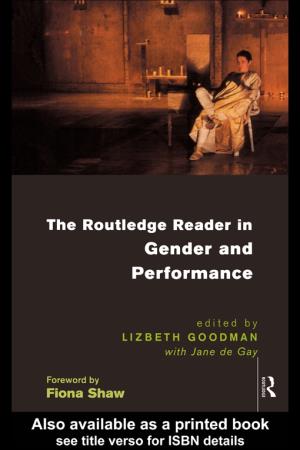 The Routledge Reader in
Gender and
Performance
edited by
LIZBETH GOODMAN
with Jane de Gay
Foreword by
Fiona Shaw
ROUTLEDGE
Also available as a printed book
see title verso for ISBN details